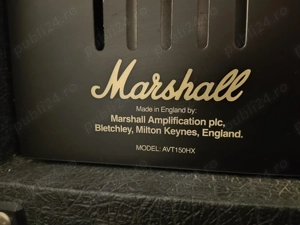 Marshall
Made in England by:
Marshall Amplification plc,
Bletchley, Milton Keynes, England.
MODEL: AVT150HX